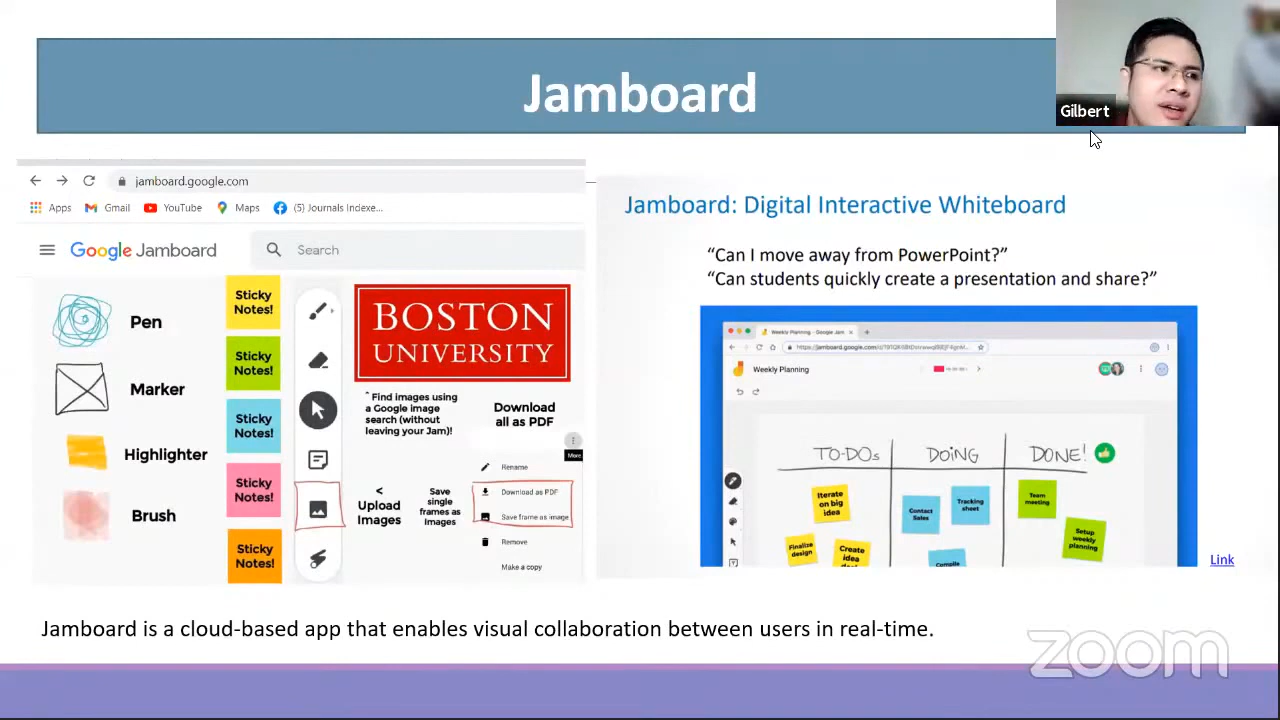 Jamboard
Gilbert
jamboard.google.com
Apps Gmail YouTube Maps (5) Journals Indexe...
Google Jamboard
Search
Pen
Marker
Highlighter
Brush
Sticky
Notes!
Sticky
Notes!
Sticky
Notes!
Sticky
Notes!
Sticky
Notes!
BOSTON
UNIVERSITY
^ Find images using
a Google image
search (without
leaving your Jam)!
Download
all as PDF
More
<
Upload
Images
Save
single
frames as
Images
Rename
Download as PDF
Save frame as image
Remove
Make a copy
Jamboard: Digital Interactive Whiteboard
“Can I move away from PowerPoint?”
“Can students quickly create a presentation and share?”
Weekly Planning - Google Jam
Weekly Planning
TO-DOs
DOING
DONE!
Iterate
on big
idea
Finalize
design
Create
idea
Contact
Sales
Tracking
sheet
Compile
Team
meeting
Setup
weekly
planning
Link
Jamboard is a cloud-based app that enables visual collaboration between users in real-time.
zoom